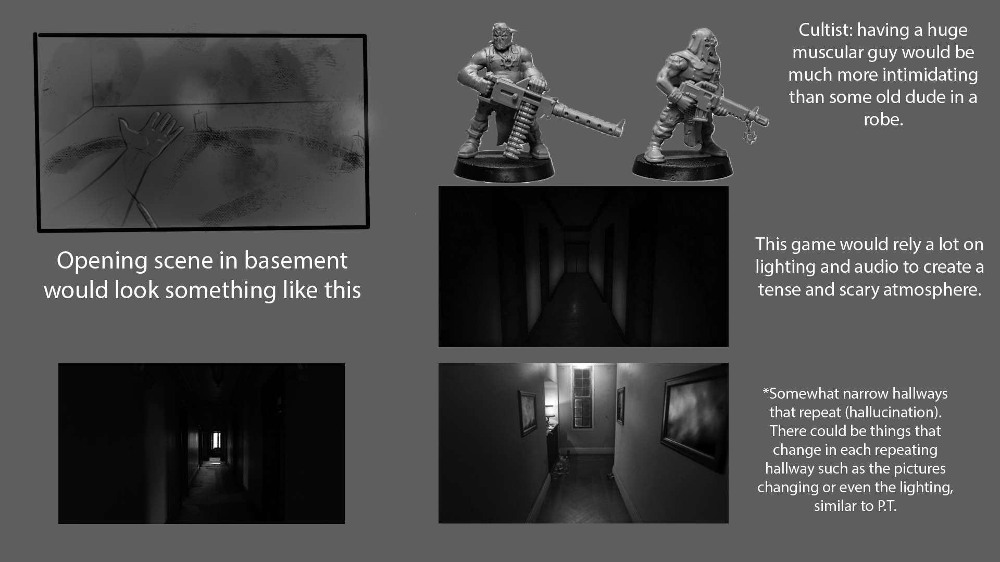 Cultist: having a huge
muscular guy would be
much more intimidating
than some old dude in a
robe.
Opening scene in basement
would look something like this
This game would rely a lot on
lighting and audio to create a
tense and scary atmosphere.
*Somewhat narrow hallways
that repeat (hallucination).
There could be things that
change in each repeating
hallway such as the pictures
changing or even the lighting,
similar to P.T.